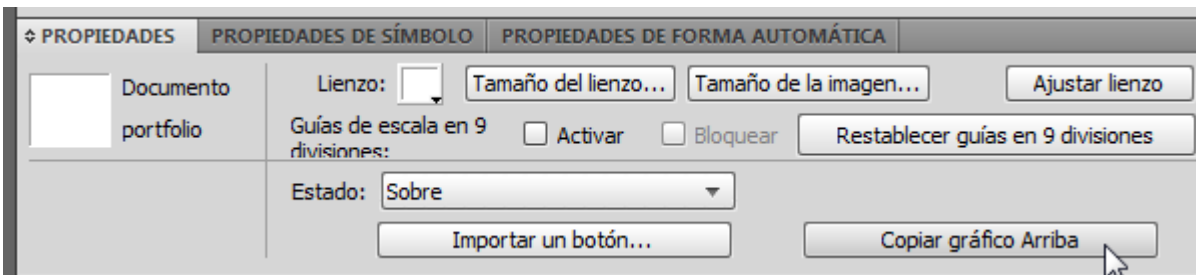 PROPIEDADES PROPIEDADES DE SÍMBOLO PROPIEDADES DE FORMA AUTOMÁTICA
Documento
portfolio
Lienzo: Tamaño del lienzo... Tamaño de la imagen... Ajustar lienzo
Guías de escala en 9
divisiones: Activar Bloquear Restablecer guías en 9 divisiones
Estado: Sobre
Importar un botón... Copiar gráfico Arriba